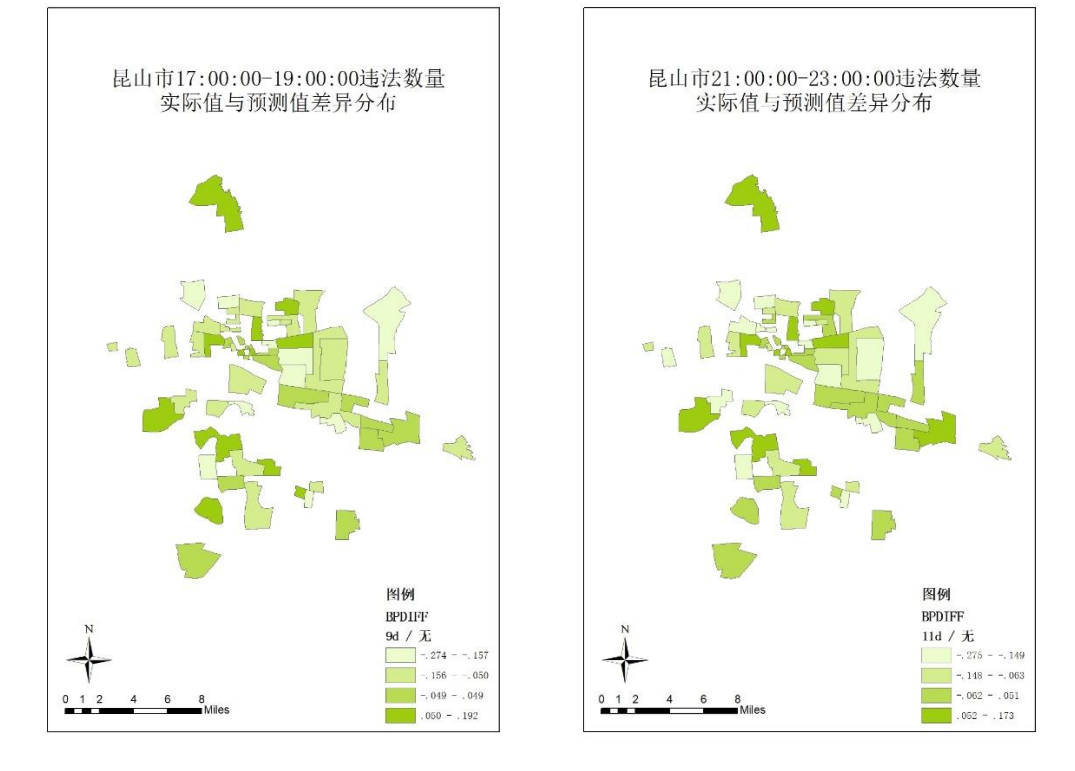 昆山市17:00:00-19:00:00违法数量
实际值与预测值差异分布
图例
BPDIFF
9d / 无
-.274 - -.157
-.156 - -.050
-.049 - .049
.050 - .192
N
0 1 2 4 6 8
Miles
昆山市21:00:00-23:00:00违法数量
实际值与预测值差异分布
图例
BPDIFF
11d / 无
-.275 - -.149
-.148 - -.063
-.062 - .051
.052 - .173
N
0 1 2 4 6 8
Miles